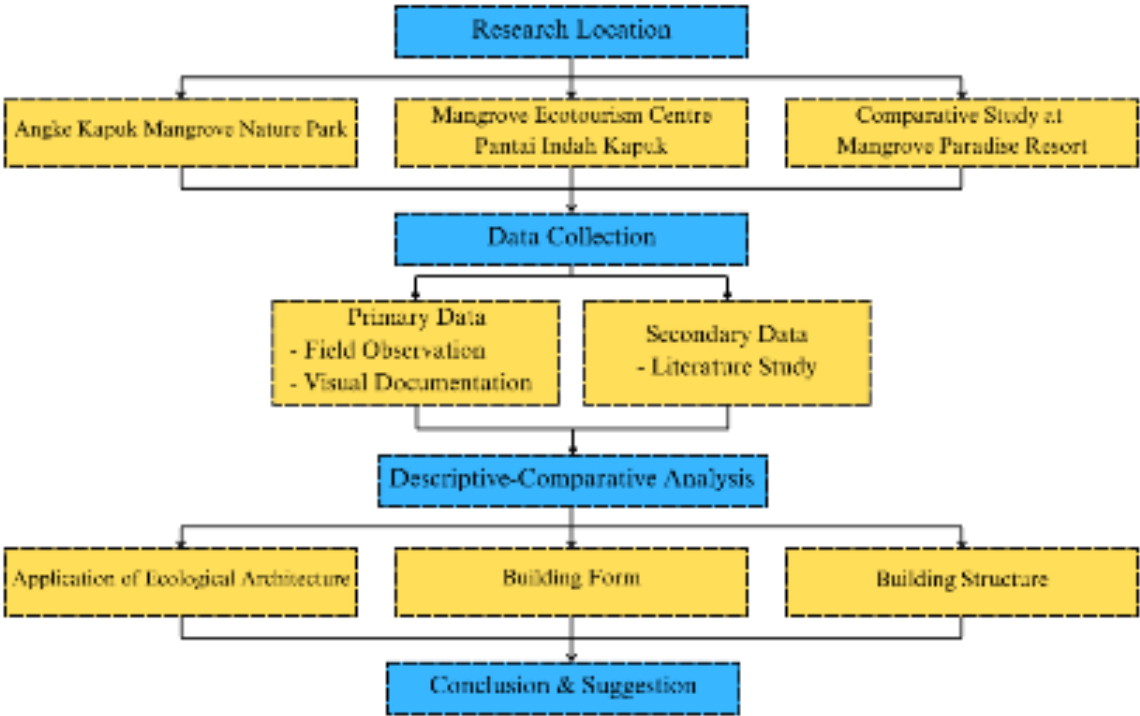 Research Location
Angke Kapuk Mangrove Nature Park
Mangrove Ecotourism Centre
Pantai Indah Kapuk
Comparative Study at
Mangrove Paradise Resort
Data Collection
Primary Data
- Field Observation
- Visual Documentation
Secondary Data
- Literature Study
Descriptive-Comparative Analysis
Application of Ecological Architecture
Building Form
Building Structure
Conclusion & Suggestion